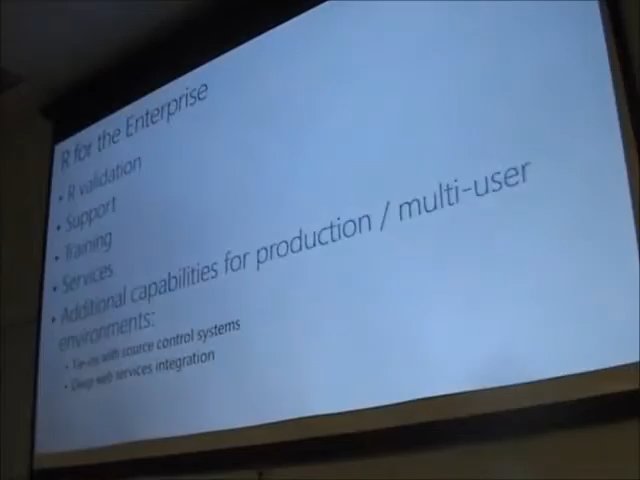 R for the Enterprise
• R validation
• Support
• Training
• Services
• Additional capabilities for production / multi-user
environments:
• Tie-ins with source control systems
• Deep web services integration